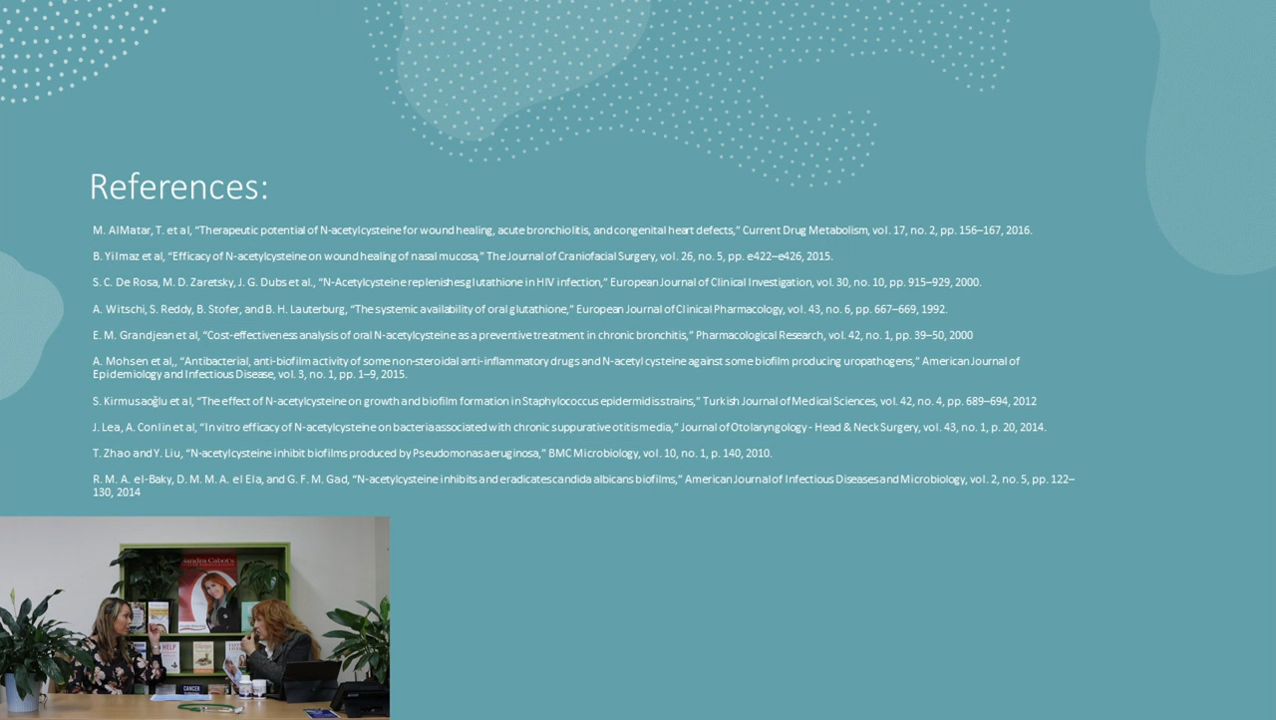 References:
M. AlMatar, T. et al, “Therapeutic potential of N-acetylcysteine for wound healing, acute bronchiolitis, and congenital heart defects,” Current Drug Metabolism, vol. 17, no. 2, pp. 156–167, 2016.
B. Yilmaz et al, “Efficacy of N-acetylcysteine on wound healing of nasal mucosa,” The Journal of Craniofacial Surgery, vol. 26, no. 5, pp. e422–e426, 2015.
S. C. De Rosa, M. D. Zaretsky, J. G. Dubs et al., “N-Acetylcysteine replenishes glutathione in HIV infection,” European Journal of Clinical Investigation, vol. 30, no. 10, pp. 915–929, 2000.
A. Witschi, S. Reddy, B. Stofer, and B. H. Lauterburg, “The systemic availability of oral glutathione,” European Journal of Clinical Pharmacology, vol. 43, no. 6, pp. 667–669, 1992.
E. M. Grandjean et al, “Cost-effectiveness analysis of oral N-acetylcysteine as a preventive treatment in chronic bronchitis,” Pharmacological Research, vol. 42, no. 1, pp. 39–50, 2000
A. Mohsen et al,, “Antibacterial, anti-biofilm activity of some non-steroidal anti-inflammatory drugs and N-acetyl cysteine against some biofilm producing uropathogens,” American Journal of
Epidemiology and Infectious Disease, vol. 3, no. 1, pp. 1–9, 2015.
S. Kirmusaoğlu et al, “The effect of N-acetylcysteine on growth and biofilm formation in Staphylococcus epidermidis strains,” Turkish Journal of Medical Sciences, vol. 42, no. 4, pp. 689–694, 2012
J. Lea, A. Conlin et al, “In vitro efficacy of N-acetylcysteine on bacteria associated with chronic suppurative otitis media,” Journal of Otolaryngology - Head & Neck Surgery, vol. 43, no. 1, p. 20, 2014.
T. Zhao and Y. Liu, “N-acetylcysteine inhibit biofilms produced by Pseudomonas aeruginosa,” BMC Microbiology, vol. 10, no. 1, p. 140, 2010.
R. M. A. el-Baky, D. M. M. A. el Ela, and G. F. M. Gad, “N-acetylcysteine inhibits and eradicates candida albicans biofilms,” American Journal of Infectious Diseases and Microbiology, vol. 2, no. 5, pp. 122–
130, 2014
Sandra Cabot's
HELP
CANCER